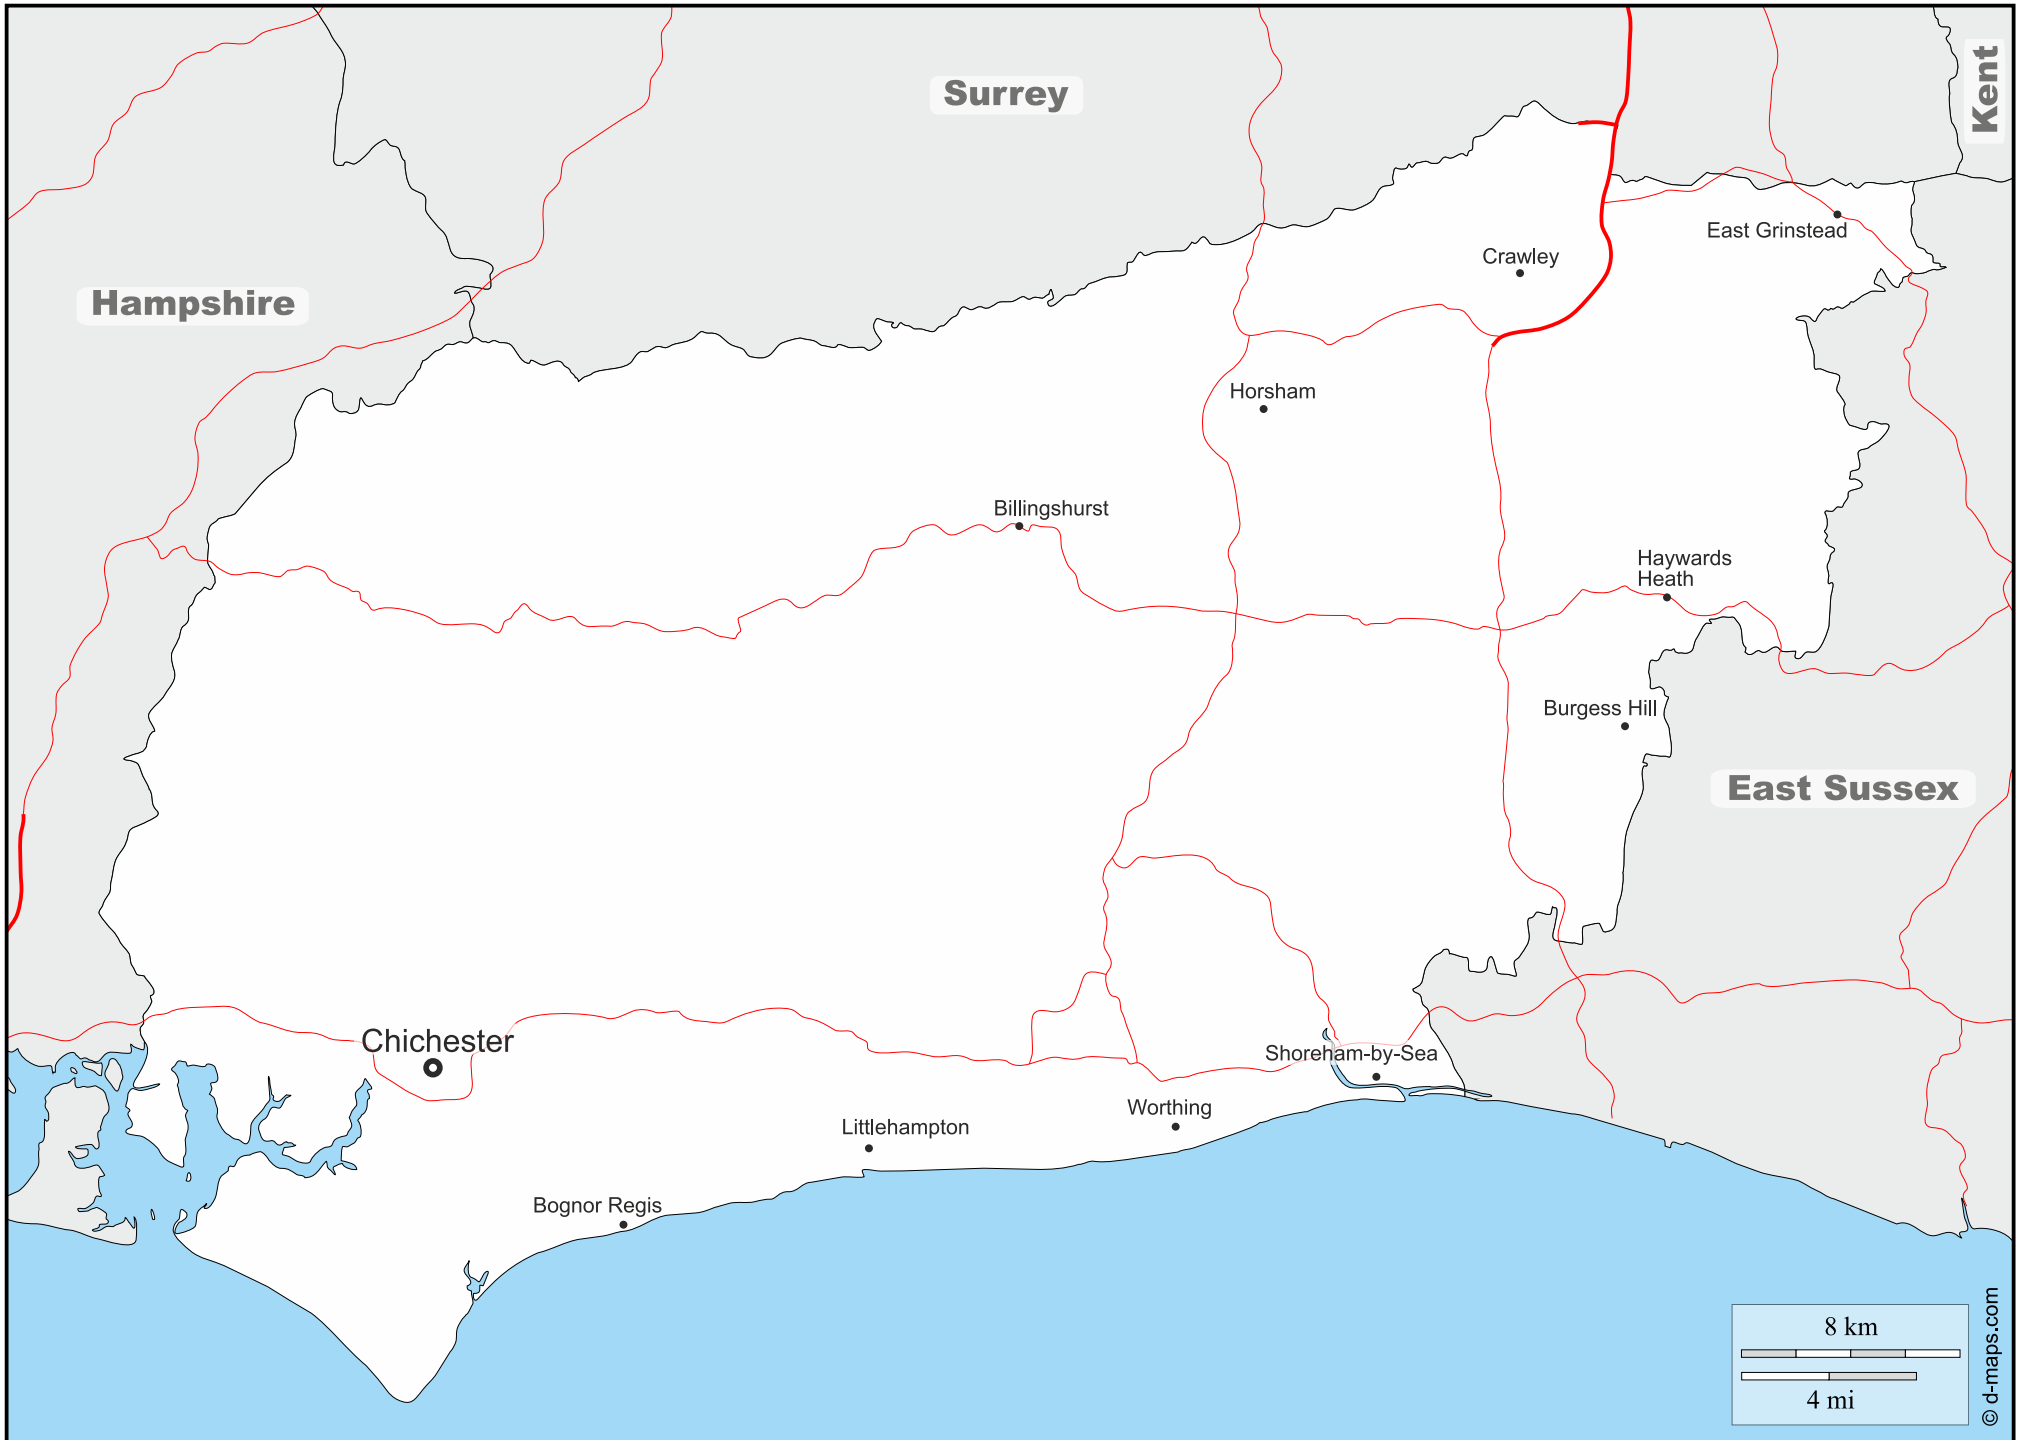 Surrey
Kent
East Grinstead
Crawley
Hampshire
Horsham
Billingshurst
Haywards
Heath
Burgess Hill
East Sussex
Chichester
Shoreham-by-Sea
Worthing
Littlehampton
Bognor Regis
8 km
4 mi
© d-maps.com